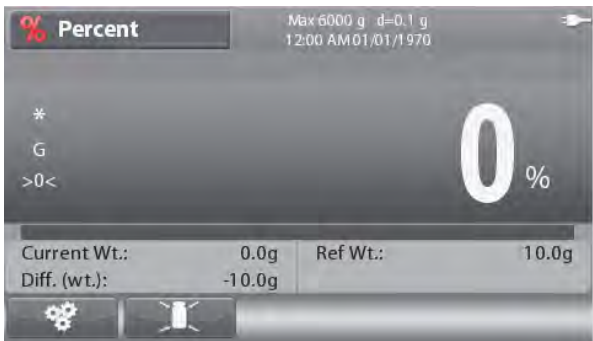 % Percent
Max 6000 g d=0.1 g
12:00 AM 01/01/1970
*
G
>0<
0 %
Current Wt.: 0.0g Ref Wt.: 10.0g
Diff. (wt.): -10.0g